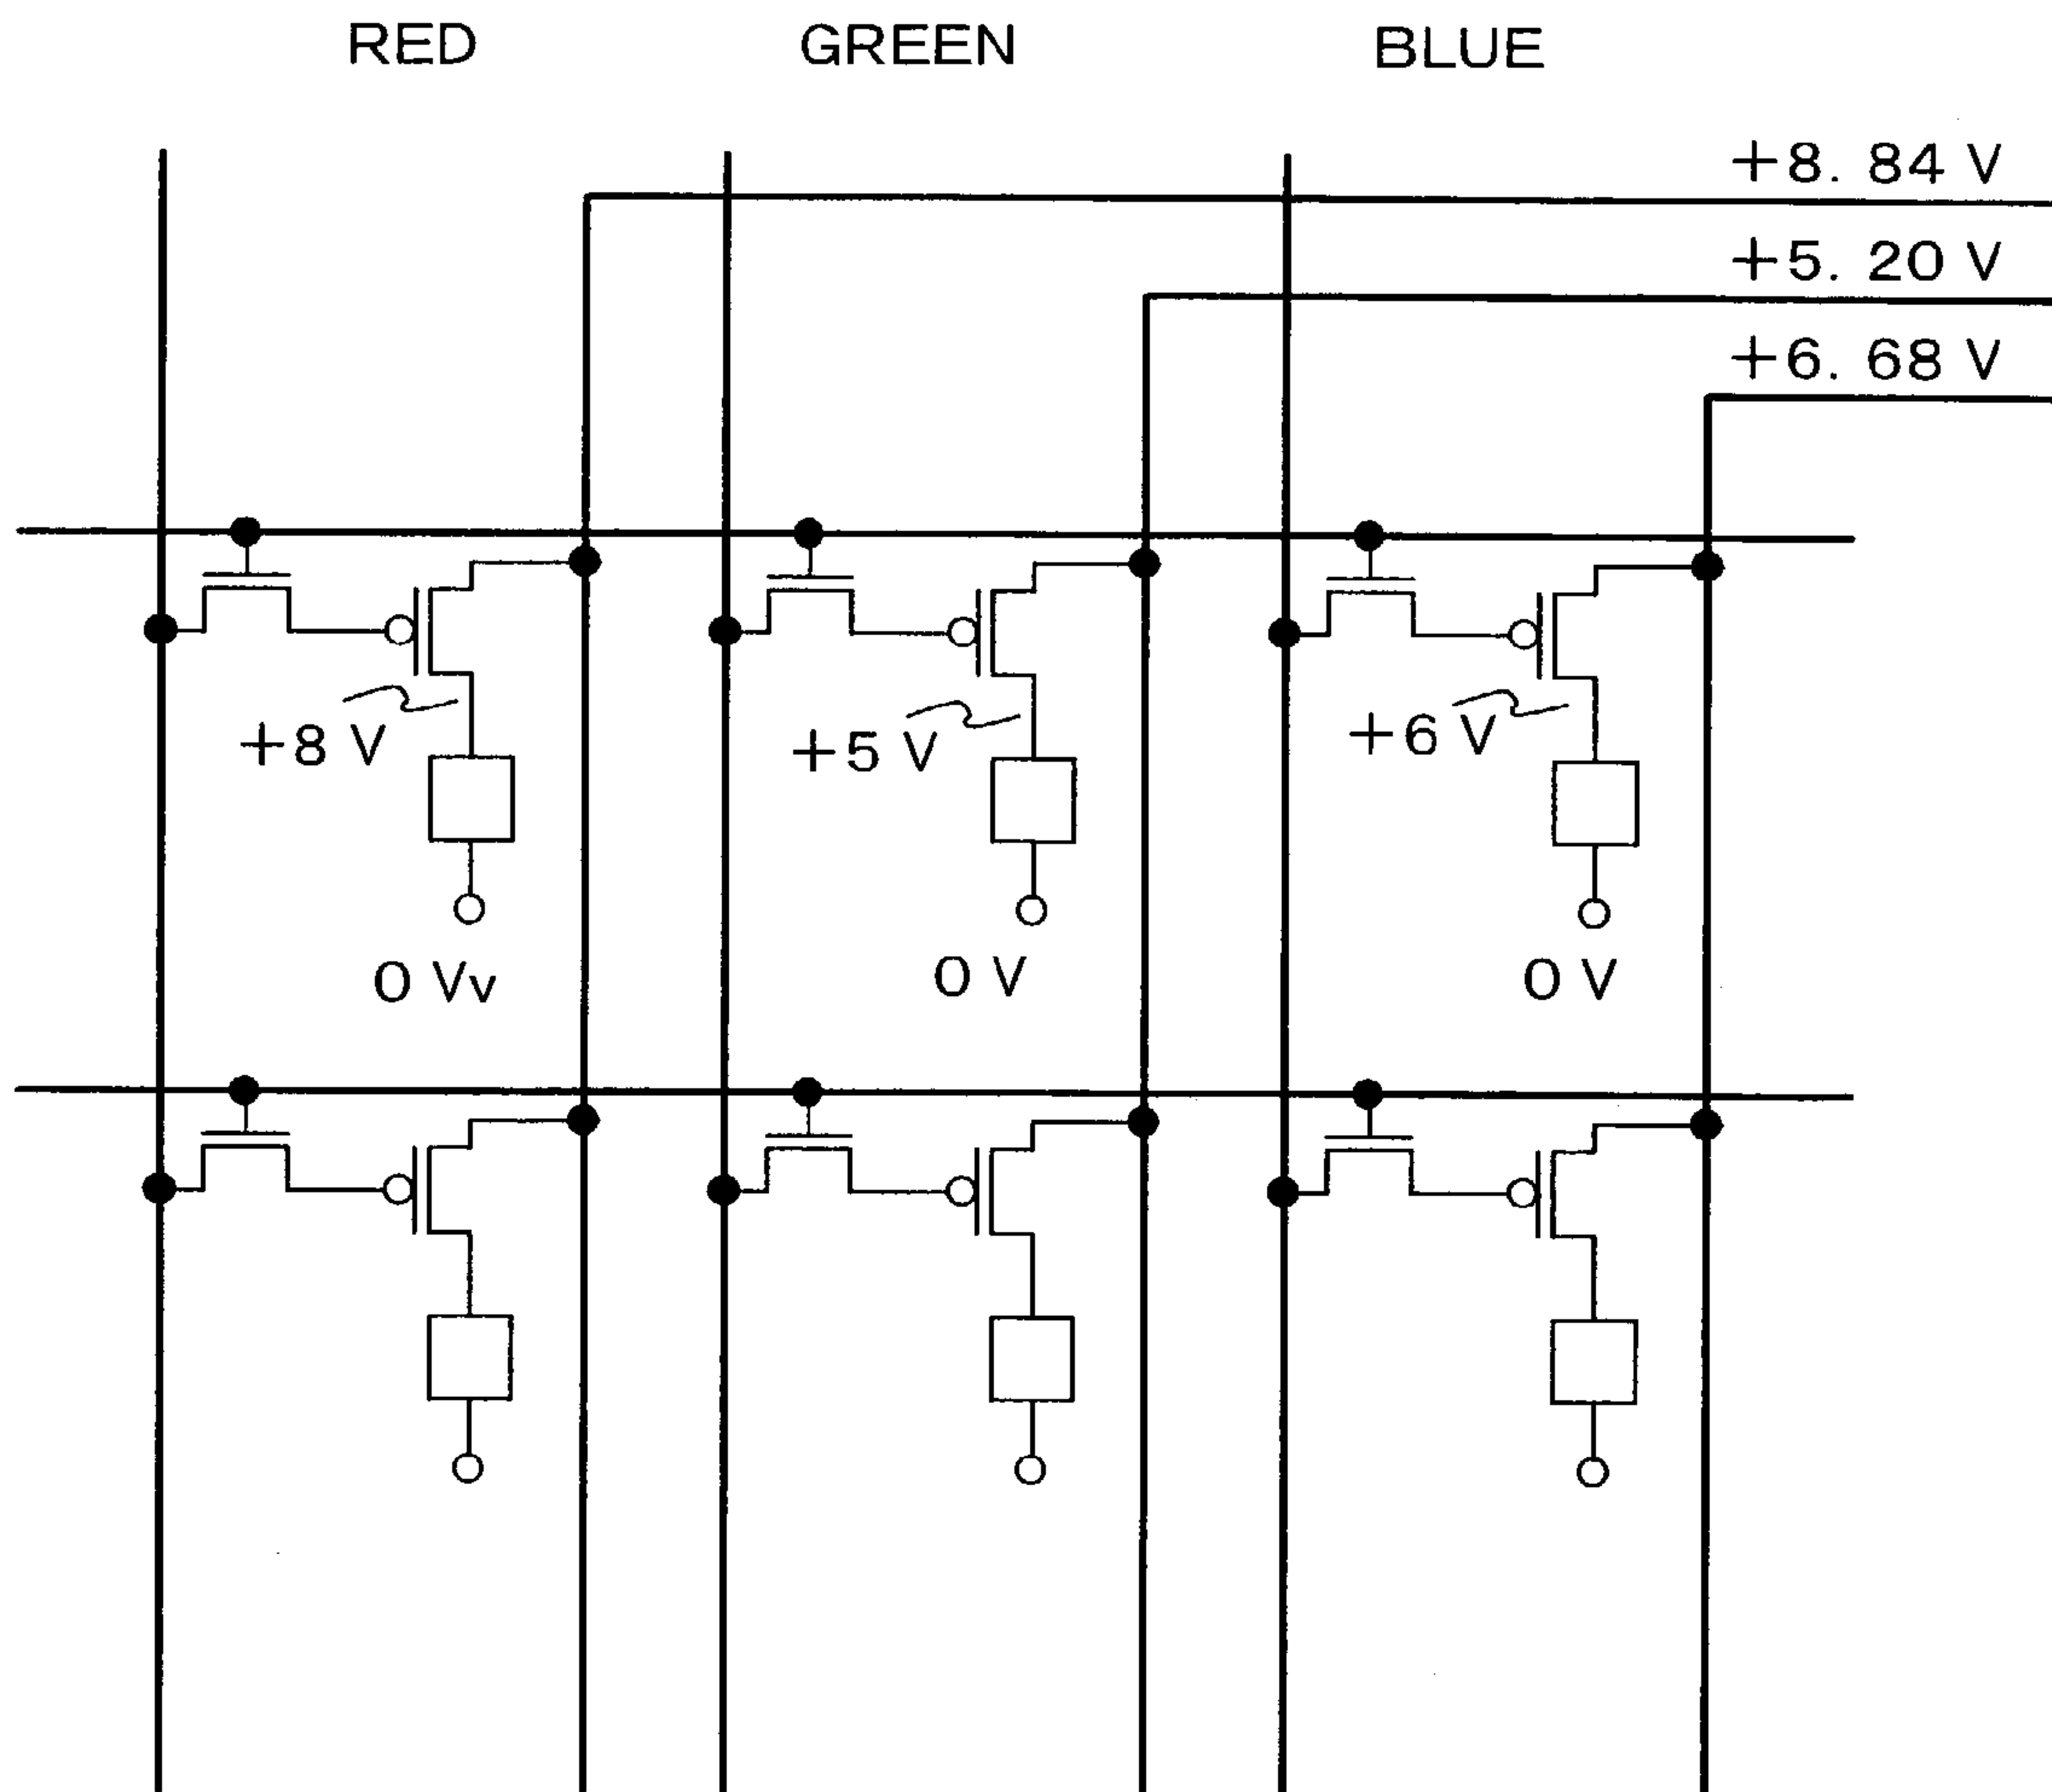 RED GREEN BLUE
+8. 84 V
+5. 20 V
+6. 68 V
+8 V +5 V +6 V
0 Vv 0 V 0 V